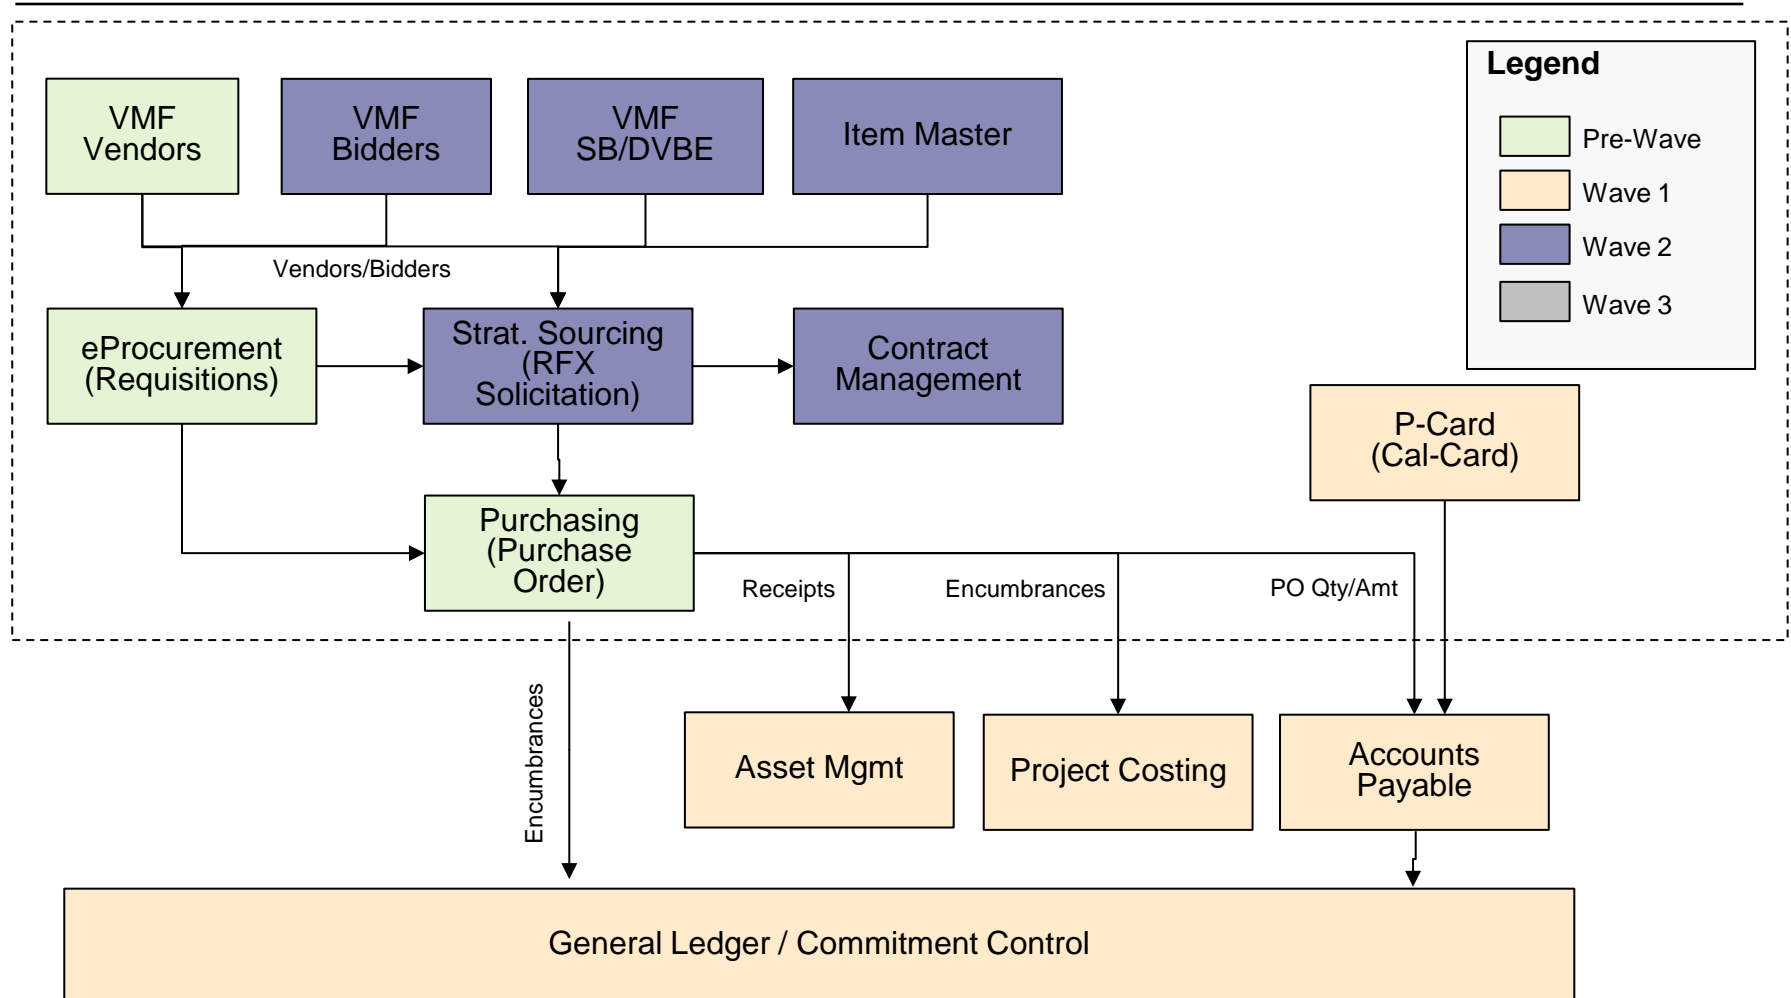 Legend
Pre-Wave
Wave 1
Wave 2
Wave 3
VMF
Vendors
VMF
Bidders
VMF
SB/DVBE
Item Master
Vendors/Bidders
eProcurement
(Requisitions)
Strat. Sourcing
(RFX
Solicitation)
Contract
Management
P-Card
(Cal-Card)
Purchasing
(Purchase
Order)
Receipts
Encumbrances
PO Qty/Amt
Encumbrances
Asset Mgmt
Project Costing
Accounts
Payable
General Ledger / Commitment Control